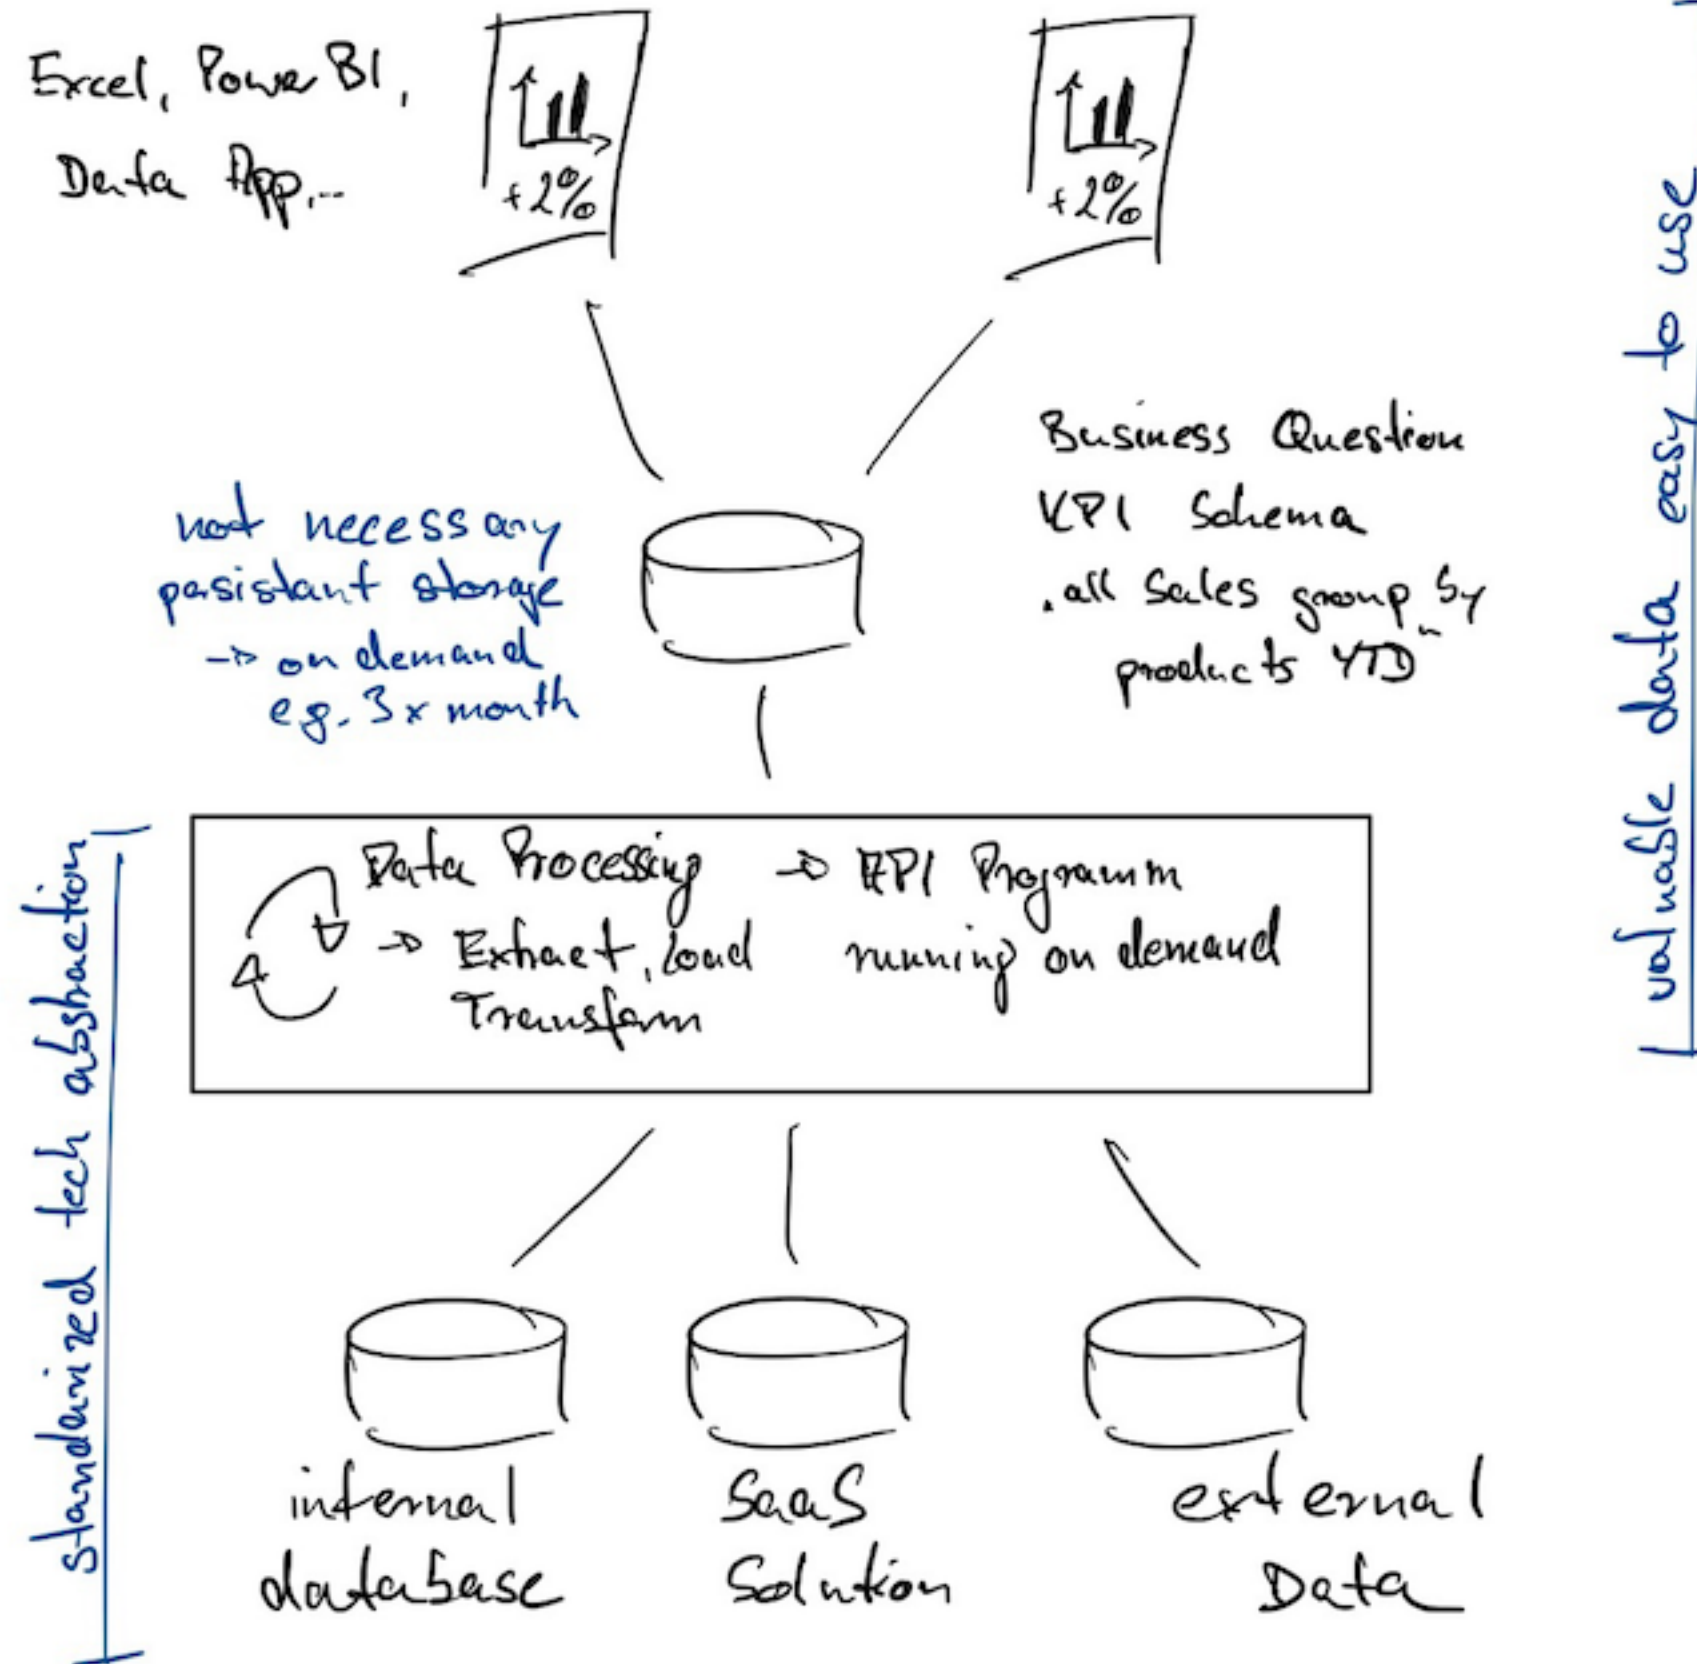 Excel, Power BI,
Data App,..
+2%
+2%
Business Question
KPI Schema
"all Sales group by
products YTD"
not necessary
persistant storage
-> on demand
e.g. 3x month
valuable data easy to use
Data Processing
-> Extract, Load
Transform
-> KPI Programm
running on demand
standarized tech abstraction
internal
database
SaaS
Solution
external
Data